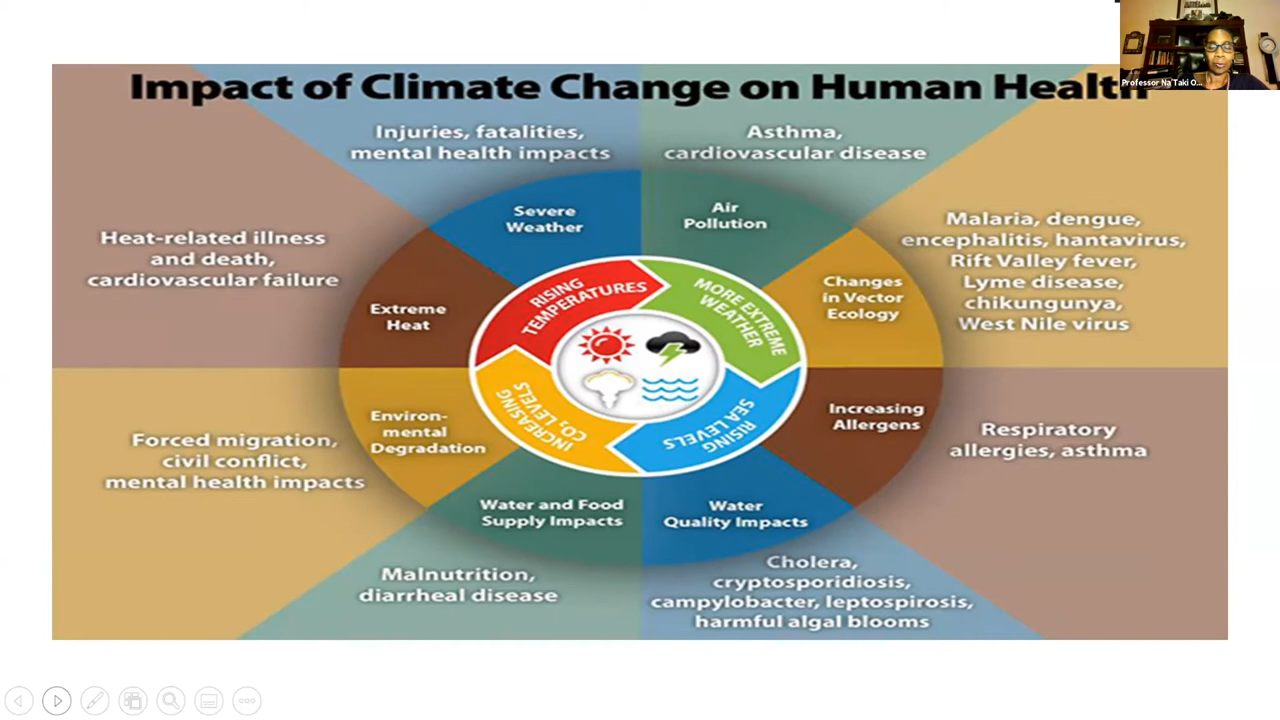 Impact of Climate Change on Human Health
Professor Na'Taki O...
Injuries, fatalities,
mental health impacts
Asthma,
cardiovascular disease
Severe
Weather
Air
Pollution
Heat-related illness
and death,
cardiovascular failure
Extreme
Heat
Changes
in Vector
Ecology
Malaria, dengue,
encephalitis, hantavirus,
Rift Valley fever,
Lyme disease,
chikungunya,
West Nile virus
RISING
TEMPERATURES
MORE EXTREME
WEATHER
INCREASING
CO₂ LEVELS
RISING
SEA LEVELS
Forced migration,
civil conflict,
mental health impacts
Environ-
mental
Degradation
Increasing
Allergens
Respiratory
allergies, asthma
Water and Food
Supply Impacts
Water
Quality Impacts
Malnutrition,
diarrheal disease
Cholera,
cryptosporidiosis,
campylobacter, leptospirosis,
harmful algal blooms